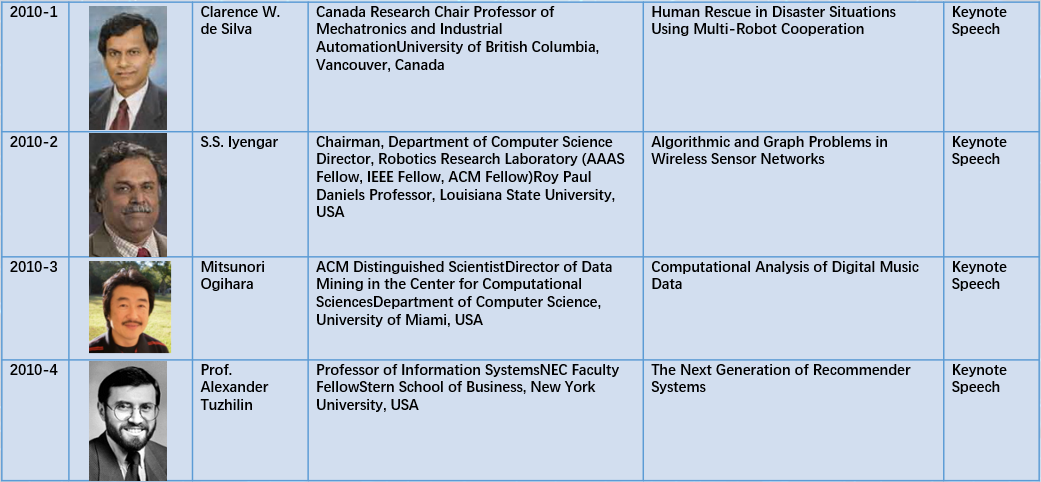 2010-1
Clarence W.
de Silva
Canada Research Chair Professor of
Mechatronics and Industrial
AutomationUniversity of British Columbia,
Vancouver, Canada
Human Rescue in Disaster Situations
Using Multi-Robot Cooperation
Keynote
Speech
2010-2
S.S. Iyengar
Chairman, Department of Computer Science
Director, Robotics Research Laboratory (AAAS
Fellow, IEEE Fellow, ACM Fellow)Roy Paul
Daniels Professor, Louisiana State University,
USA
Algorithmic and Graph Problems in
Wireless Sensor Networks
Keynote
Speech
2010-3
Mitsunori
Ogihara
ACM Distinguished ScientistDirector of Data
Mining in the Center for Computational
SciencesDepartment of Computer Science,
University of Miami, USA
Computational Analysis of Digital Music
Data
Keynote
Speech
2010-4
Prof.
Alexander
Tuzhilin
Professor of Information SystemsNEC Faculty
FellowStern School of Business, New York
University, USA
The Next Generation of Recommender
Systems
Keynote
Speech